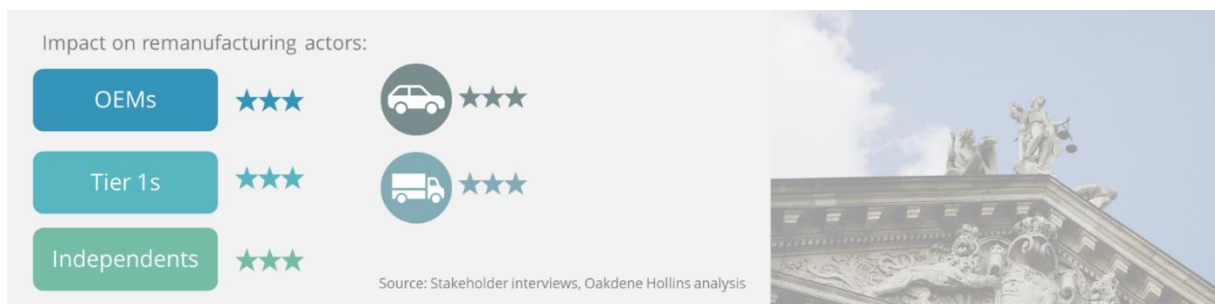 Impact on remanufacturing actors:
OEMs
Tier 1s
Independents
Source: Stakeholder interviews, Oakdene Hollins analysis